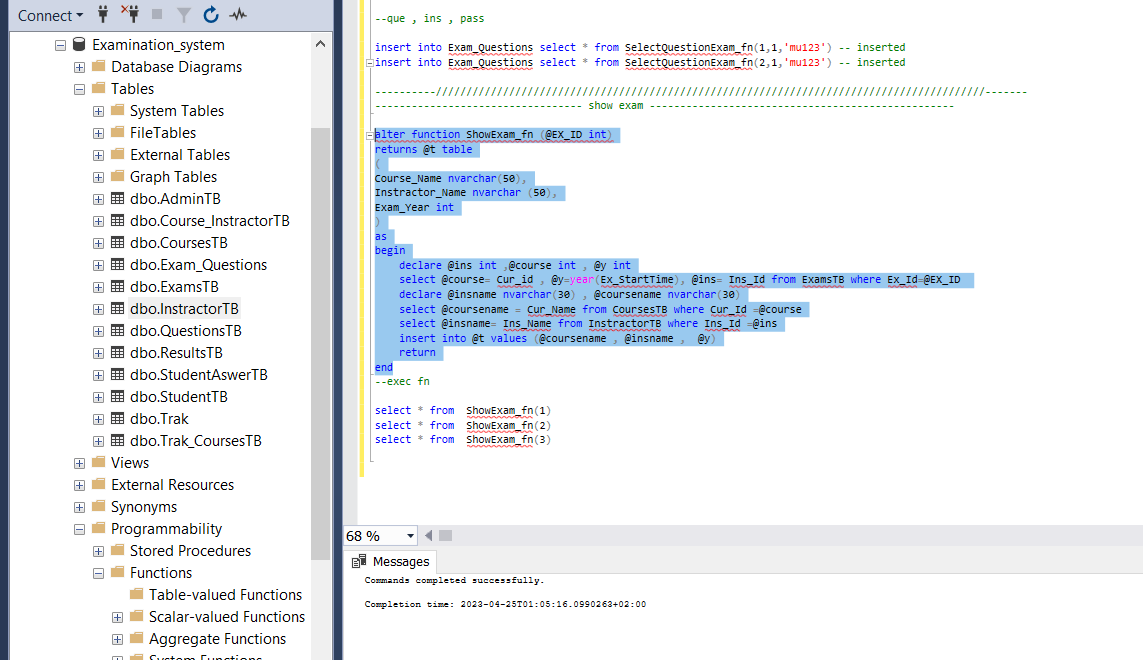 Connect
Examination_system
Database Diagrams
Tables
System Tables
FileTables
External Tables
Graph Tables
dbo.AdminTB
dbo.Course_InstractorTB
dbo.CoursesTB
dbo.Exam_Questions
dbo.ExamsTB
dbo.InstractorTB
dbo.QuestionsTB
dbo.ResultsTB
dbo.StudentAswerTB
dbo.StudentTB
dbo.Trak
dbo.Trak_CoursesTB
Views
External Resources
Synonyms
Programmability
Stored Procedures
Functions
Table-valued Functions
Scalar-valued Functions
Aggregate Functions
System Functions
--que , ins , pass
insert into Exam_Questions select * from SelectQuestionExam_fn(1,1,'mu123') -- inserted
insert into Exam_Questions select * from SelectQuestionExam_fn(2,1,'mu123') -- inserted
show exam
alter function ShowExam_fn (@EX_ID int)
returns @t table
(
Course_Name nvarchar(50),
Instractor_Name nvarchar (50),
Exam_Year int
)
as
begin
declare @ins int ,@course int , @y int
select @course= Cur_id , @y=year(Ex_StartTime), @ins= Ins_Id from ExamsTB where Ex_Id=@EX_ID
declare @insname nvarchar(30) , @coursename nvarchar(30)
select @coursename = Cur_Name from CoursesTB where Cur_Id =@course
select @insname= Ins_Name from InstractorTB where Ins_Id =@ins
insert into @t values (@coursename , @insname , @y)
return
end
--exec fn
select * from ShowExam_fn(1)
select * from ShowExam_fn(2)
select * from ShowExam_fn(3)
68 %
Messages
Commands completed successfully.
Completion time: 2023-04-25T01:05:16.0990263+02:00